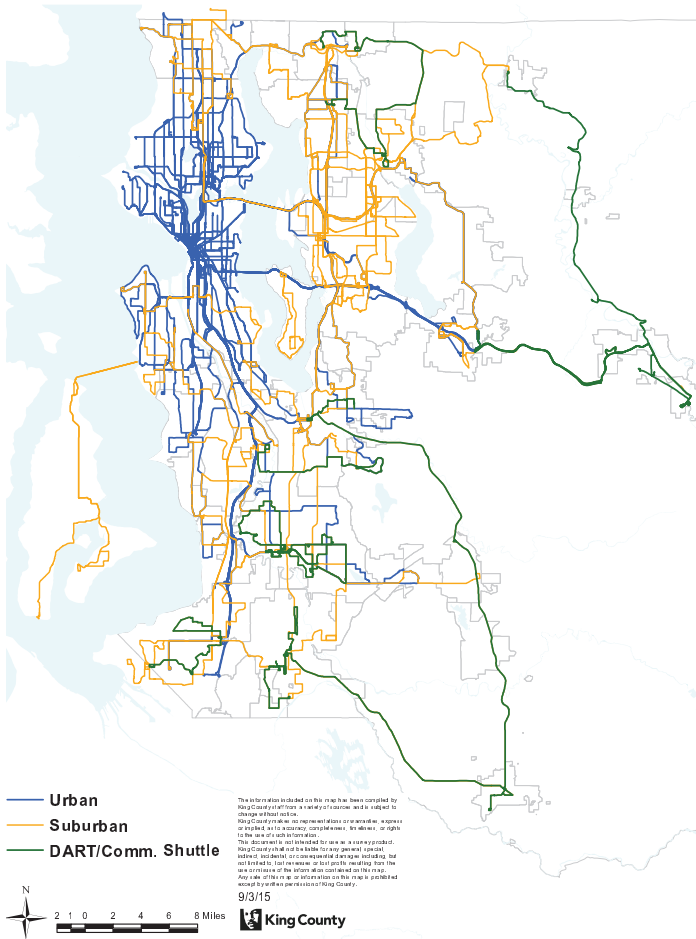 Urban
Suburban
DART/Comm. Shuttle
The information included on this map has been compiled by
King County staff from a variety of sources and is subject to
change without notice.
King County makes no representations or warranties, express
or implied, as to accuracy, completeness, timeliness, or rights
to the use of such information.
This document is not intended for use as a survey product.
King County shall not be liable for any general, special,
indirect, incidental, or consequential damages including, but
not limited to, lost revenues or lost profits resulting from the
use or misuse of the information contained on this map.
Any sale of this map or information on this map is prohibited
except by written permission of King County.
9/3/15
King County
N
2 1 0 2 4 6 8 Miles